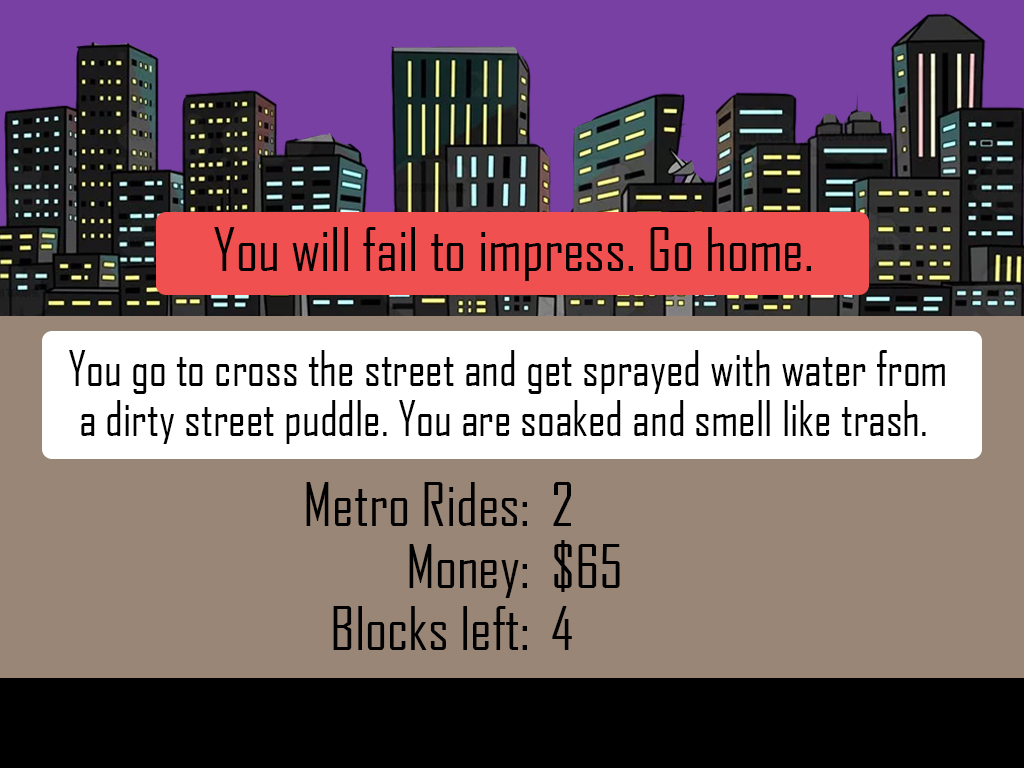 You will fail to impress. Go home.
You go to cross the street and get sprayed with water from
a dirty street puddle. You are soaked and smell like trash.
Metro Rides: 2
Money: $65
Blocks left: 4